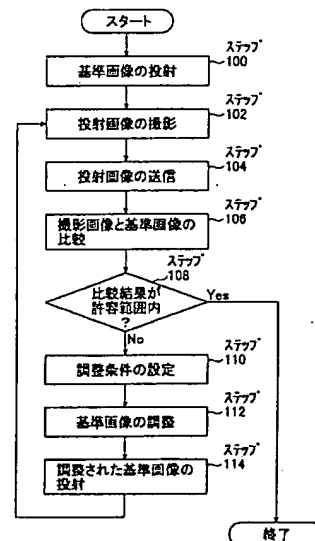 スタート
ステップ
100
基準画像の投射
ステップ
102
投射画像の撮影
ステップ
104
投射画像の送信
ステップ
106
撮影画像と基準画像の
比較
ステップ
108
比較結果が
許容範囲内
?
Yes
No
ステップ
110
調整条件の設定
ステップ
112
基準画像の調整
ステップ
114
調整された基準画像の
投射
終了